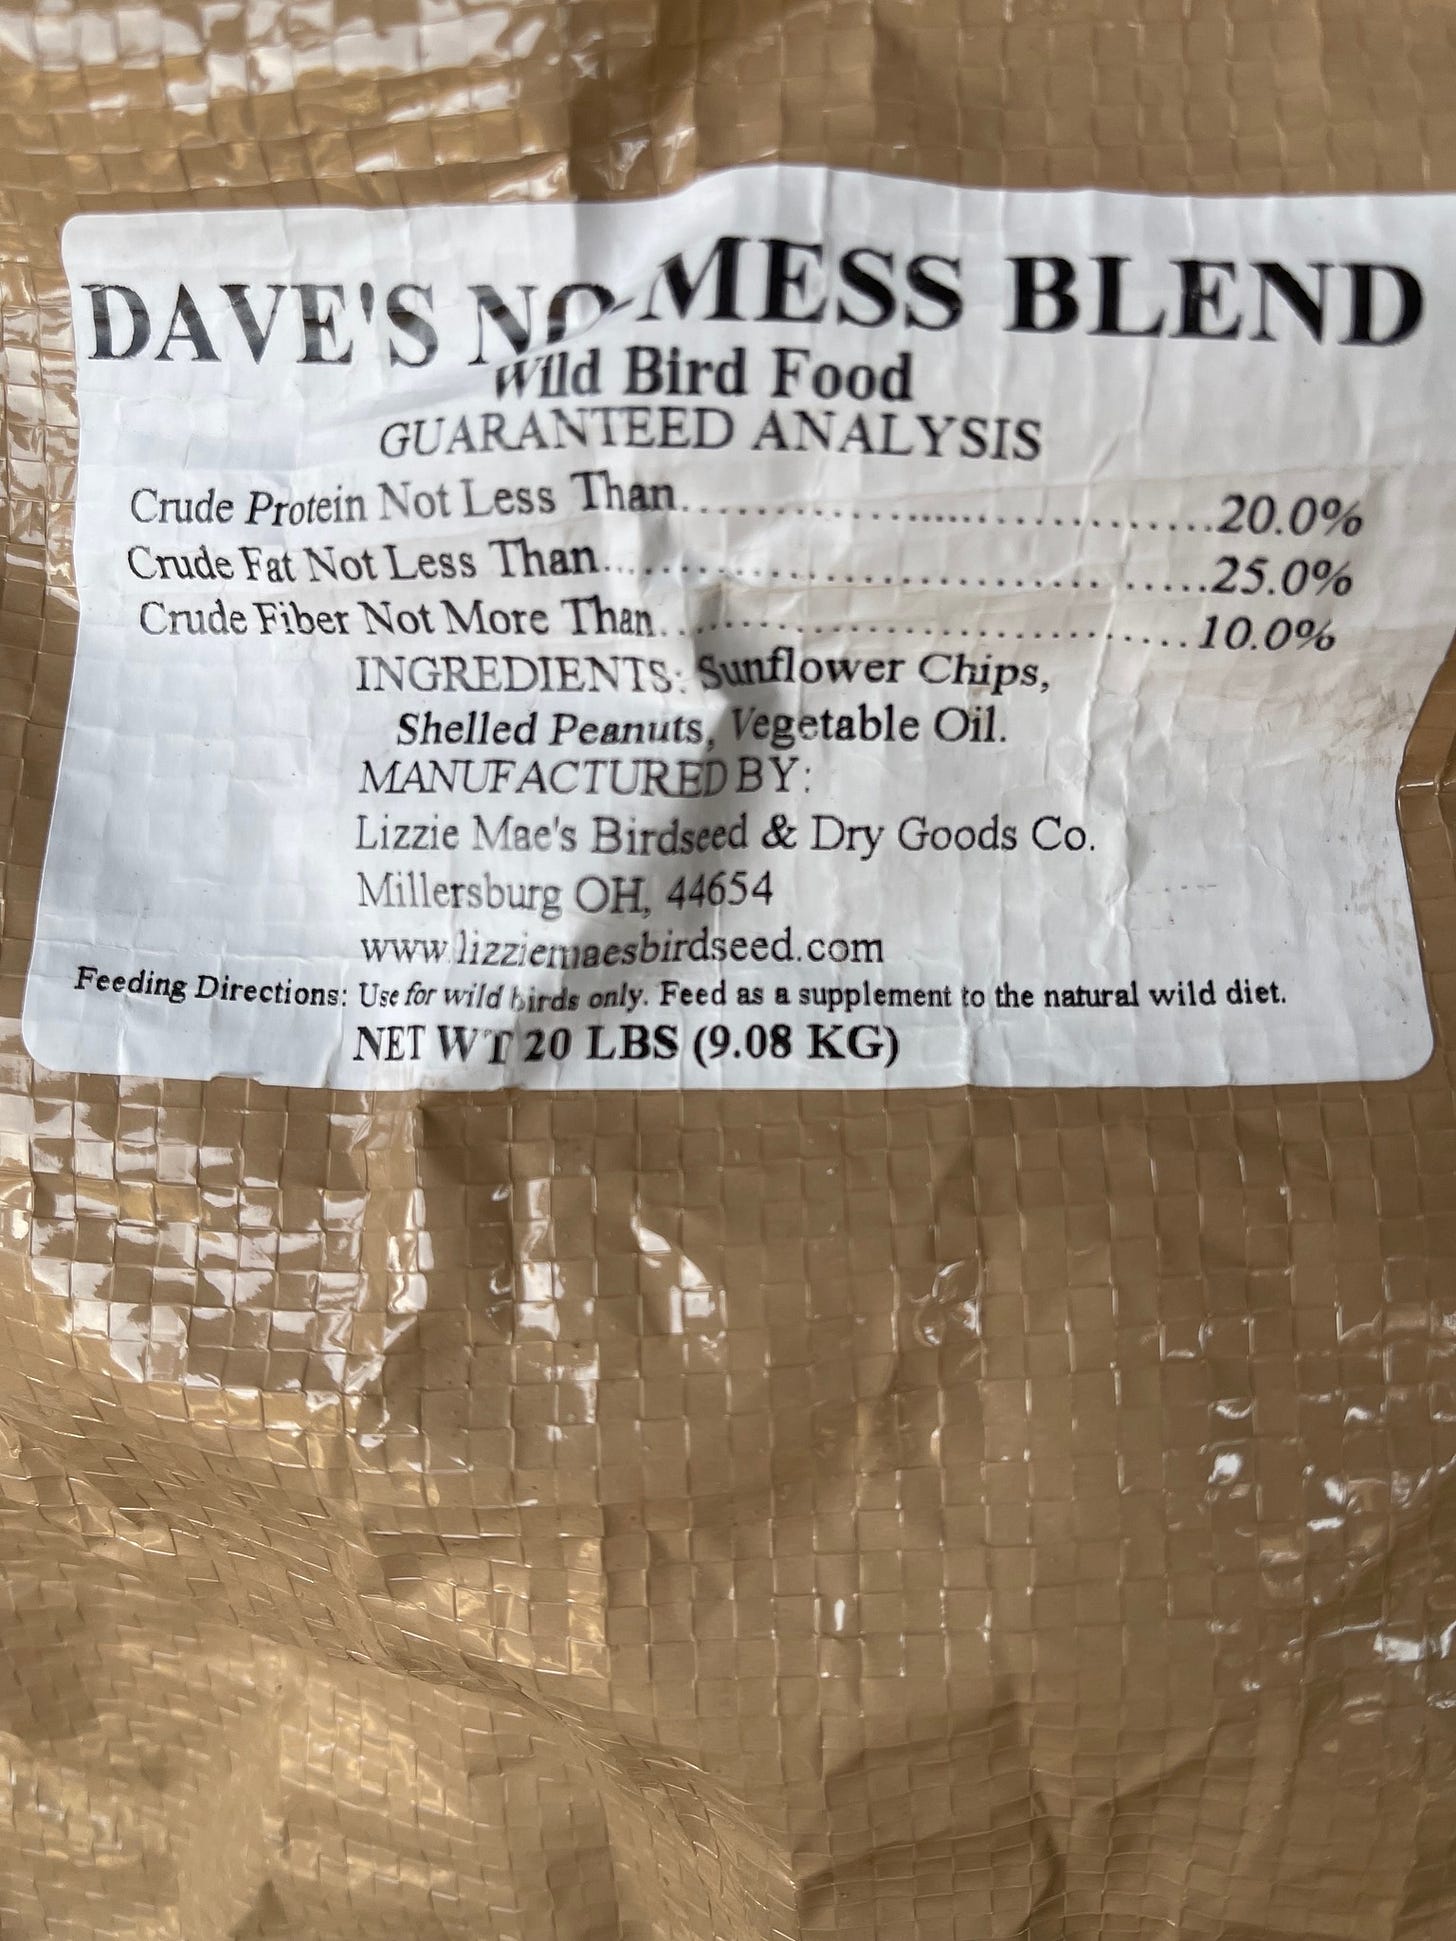 DAVE'S NO-MESS BLEND
Wild Bird Food
GUARANTEED ANALYSIS
Crude Protein Not Less Than........................................20.0%
Crude Fat Not Less Than........................................25.0%
Crude Fiber Not More Than........................................10.0%
INGREDIENTS: Sunflower Chips,
Shelled Peanuts, Vegetable Oil.
MANUFACTURED BY:
Lizzie Mae's Birdseed & Dry Goods Co.
Millersburg OH, 44654
www.lizziemaesbirdseed.com
Feeding Directions: Use for wild birds only. Feed as a supplement to the natural wild diet.
NET WT 20 LBS (9.08 KG)